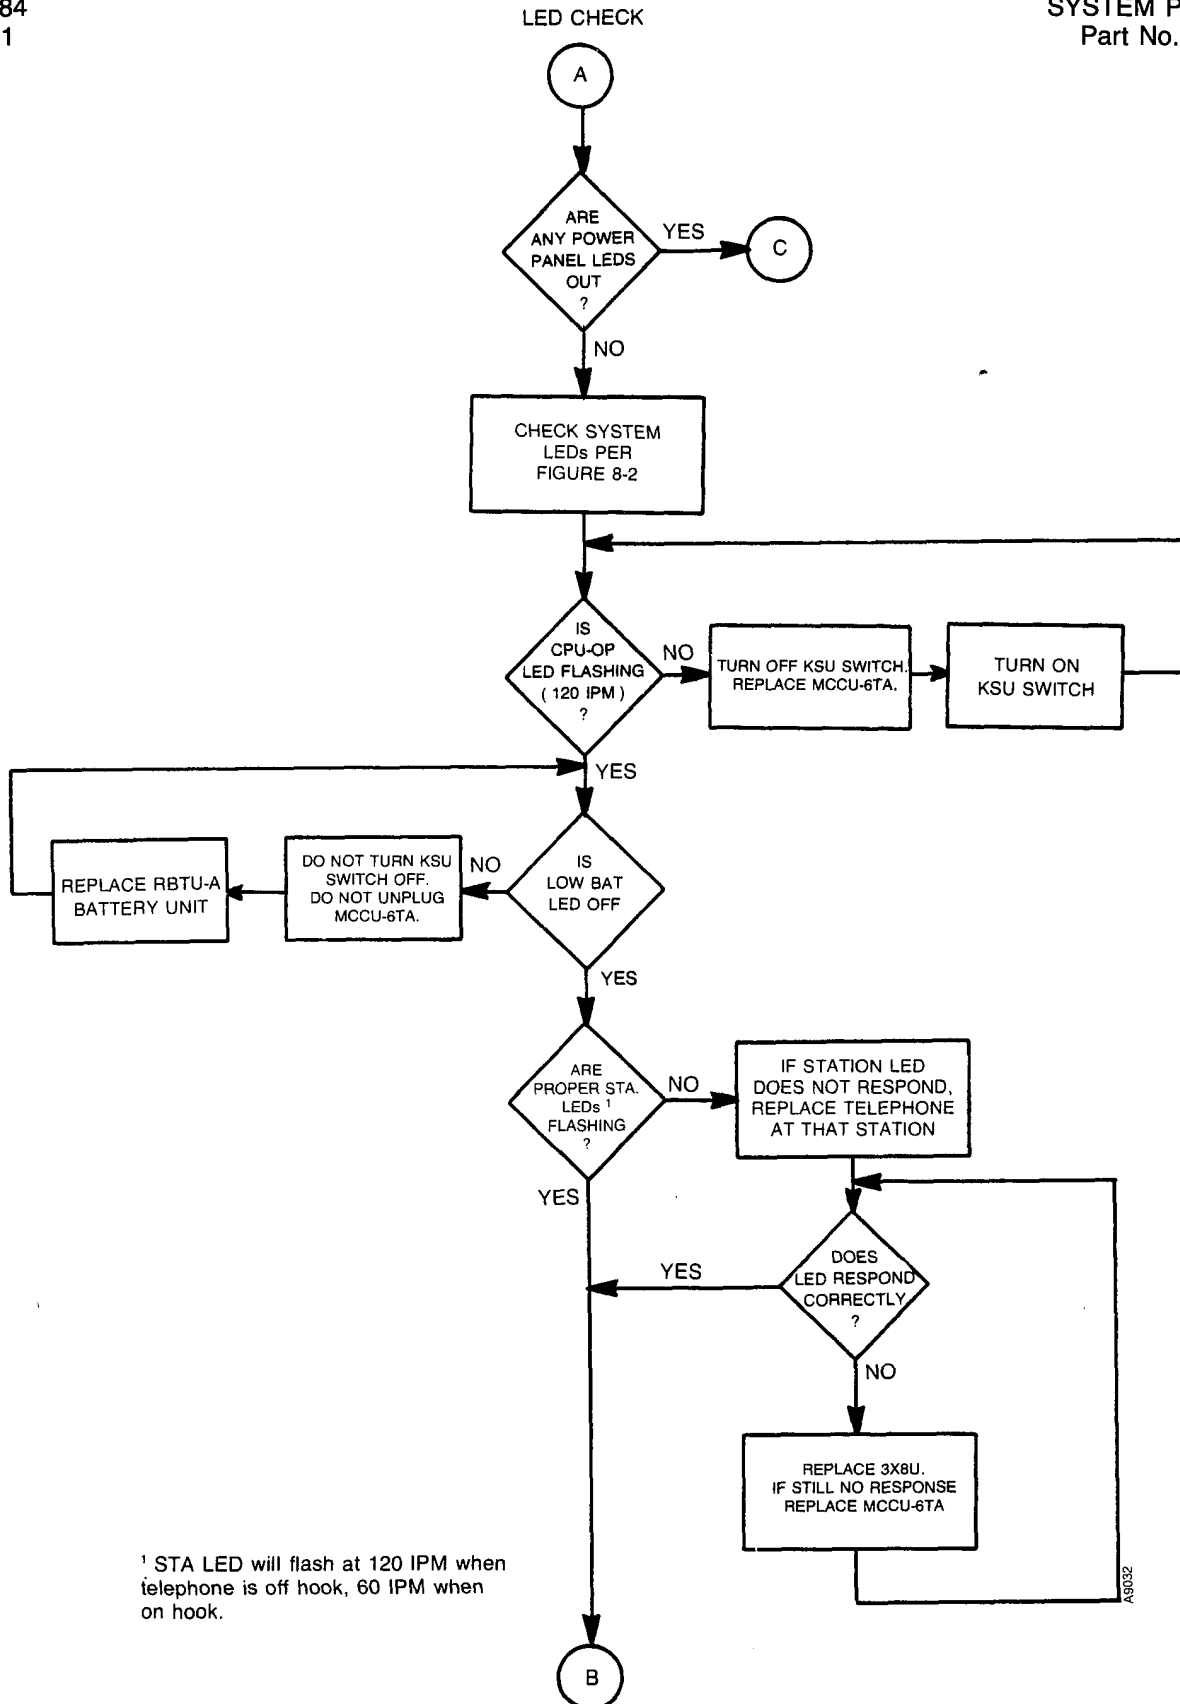 84
1
SYSTEM P
Part No.
LED CHECK
A
ARE
ANY POWER
PANEL LEDS
OUT
?
YES
C
NO
CHECK SYSTEM
LEDs PER
FIGURE 8-2
IS
CPU-OP
LED FLASHING
( 120 IPM )
?
NO
TURN OFF KSU SWITCH.
REPLACE MCCU-6TA.
TURN ON
KSU SWITCH
YES
IS
LOW BAT
LED OFF
NO
DO NOT TURN KSU
SWITCH OFF.
DO NOT UNPLUG
MCCU-6TA.
REPLACE RBTU-A
BATTERY UNIT
YES
ARE
PROPER STA.
LEDs ¹
FLASHING
?
NO
IF STATION LED
DOES NOT RESPOND,
REPLACE TELEPHONE
AT THAT STATION
YES
DOES
LED RESPOND
CORRECTLY
?
YES
NO
REPLACE 3X8U.
IF STILL NO RESPONSE
REPLACE MCCU-6TA
A9032
¹ STA LED will flash at 120 IPM when
telephone is off hook, 60 IPM when
on hook.
B